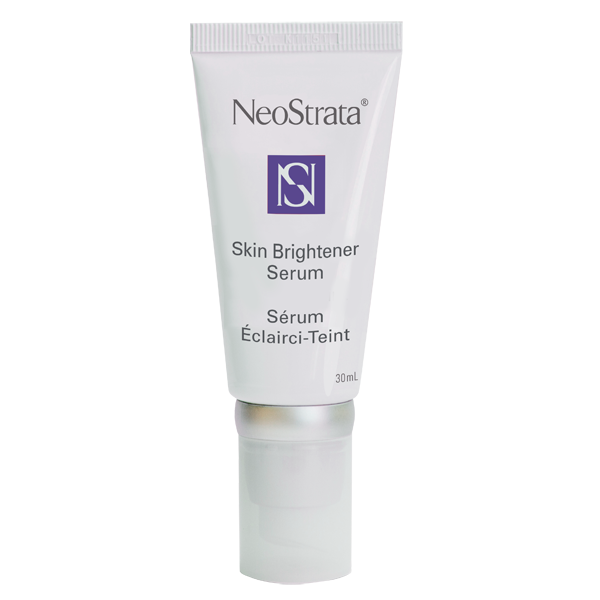 NeoStrata®
NS
Skin Brightener
Serum
Sérum
Éclairci-Teint
30mL